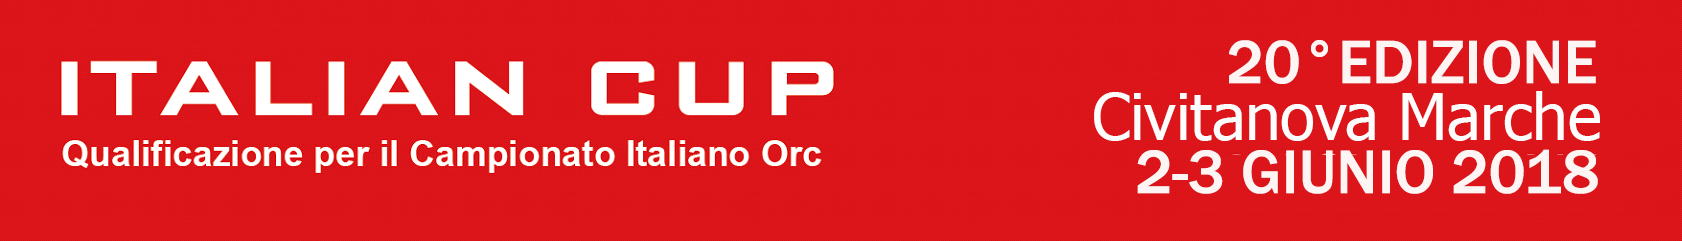 ITALIAN CUP
Qualificazione per il Campionato Italiano Orc
20° EDIZIONE
Civitanova Marche
2-3 GIUNIO 2018